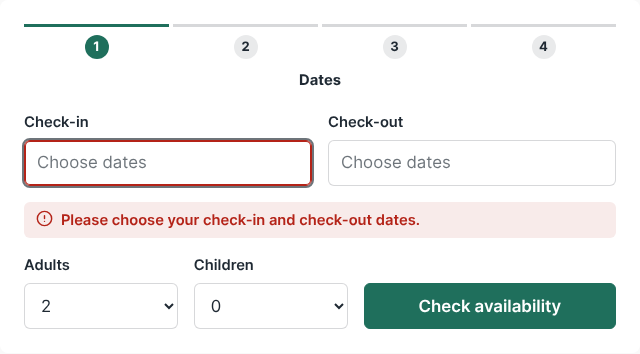 1 2 3 4
Dates
Check-in Check-out
Choose dates Choose dates
Please choose your check-in and check-out dates.
Adults Children
2 0 Check availability